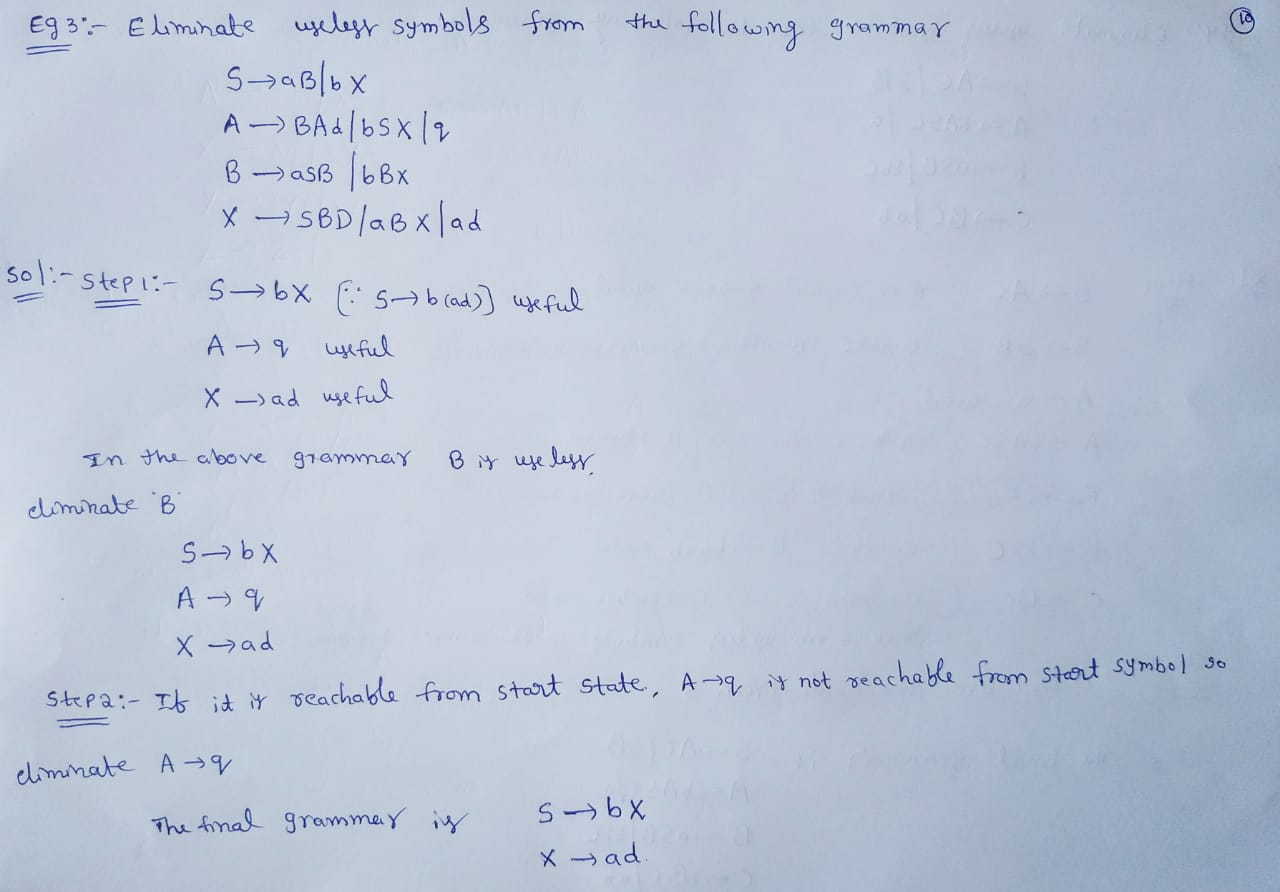 Eg 3:- Eliminate useless symbols from the following grammar
10
S→aB|bX
A→BAd|bSX|q
B→aSB|bBX
X→SBD|aBX|ad
Sol:- Step 1:- S→bX [∵ S→b(ad)] useful
A→q useful
X→ad useful
In the above grammar B is useless.
eliminate 'B'
S→bX
A→q
X→ad
Step2:- If it is reachable from start state, A→q is not reachable from start symbol so
eliminate A→q
The final grammar is S→bX
X→ad.